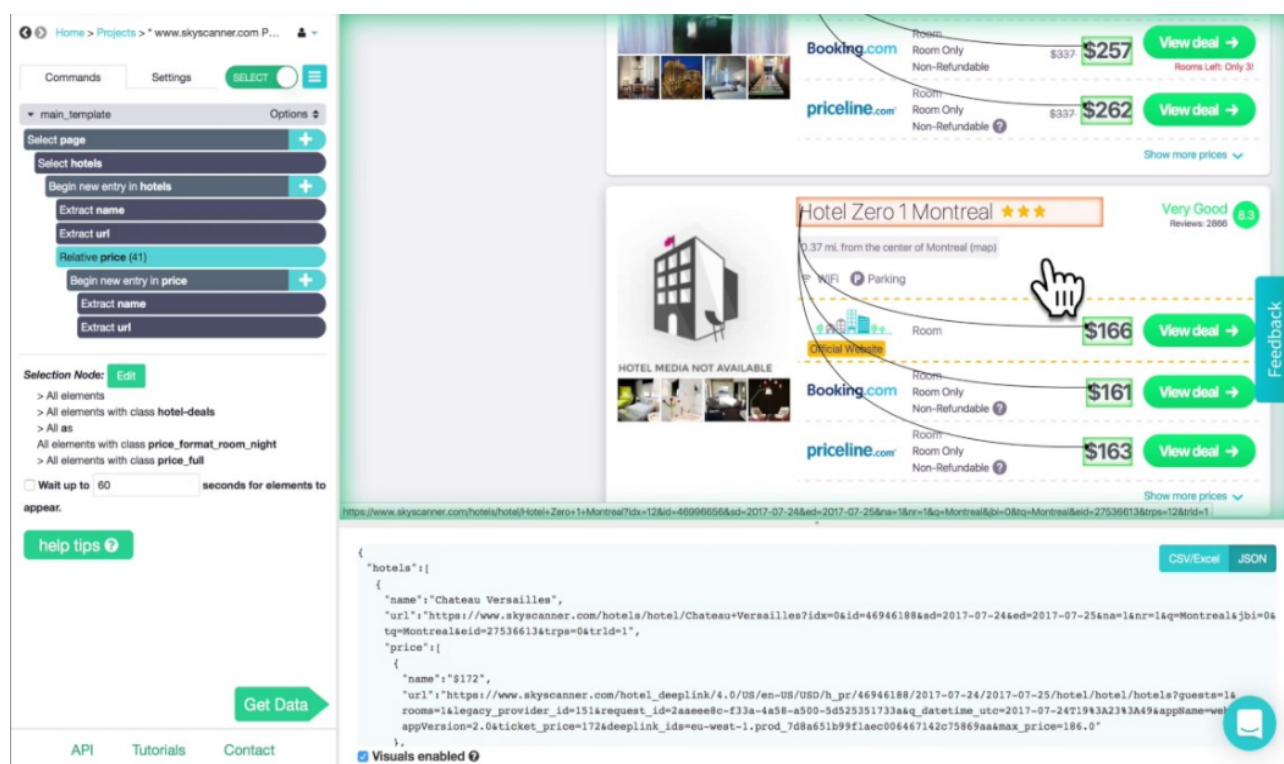 Home > Projects > * www.skyscanner.com P...
Commands Settings SELECT
main_template Options
Select page
Select hotels
Begin new entry in hotels
Extract name
Extract url
Relative price (41)
Begin new entry in price
Extract name
Extract url
Selection Node: Edit
> All elements
> All elements with class hotel-deals
> All as
All elements with class price_format_room_night
> All elements with class price_full
Wait up to 60 seconds for elements to
appear.
help tips ?
Get Data
API Tutorials Contact
Room
Booking.com Room Only $337 $257 View deal →
Non-Refundable Rooms Left: Only 3!
Room
priceline.com Room Only $337 $262 View deal →
Non-Refundable ?
Show more prices
Hotel Zero 1 Montreal ★★★ Very Good 8.3
Reviews: 2866
0.37 mi. from the center of Montreal (map)
WiFi P Parking
Room $166 View deal →
Official Website
HOTEL MEDIA NOT AVAILABLE
Room
Booking.com Room Only $161 View deal →
Non-Refundable ?
Room
priceline.com Room Only $163 View deal →
Non-Refundable ?
Show more prices
Feedback
https://www.skyscanner.com/hotels/hotel/Hotel+Zero+1+Montreal?idx=12&id=46996656&sd=2017-07-24&ed=2017-07-25&na=1&nr=1&q=Montreal&jbi=0&tq=Montreal&eid=27536613&trps=12&trld=1
CSV/Excel JSON
{
"hotels":[
{
"name":"Chateau Versailles",
"url":"https://www.skyscanner.com/hotels/hotel/Chateau+Versailles?idx=0&id=46946188&sd=2017-07-24&ed=2017-07-25&na=1&nr=1&q=Montreal&jbi=0&
tq=Montreal&eid=27536613&trps=0&trld=1",
"price":[
{
"name":"$172",
"url":"https://www.skyscanner.com/hotel_deeplink/4.0/US/en-US/USD/h_pr/46946188/2017-07-24/2017-07-25/hotel/hotel/hotels?guests=1&
rooms=1&legacy_provider_id=151&request_id=2aaeee8c-f33a-4a58-a500-5d525351733a&q_datetime_utc=2017-07-24T19%3A23%3A49&appName=web
appVersion=2.0&ticket_price=172&deeplink_ids=eu-west-1.prod_7d8a651b99f1aec006467142c75869aa&max_price=186.0"
},
Visuals enabled ?